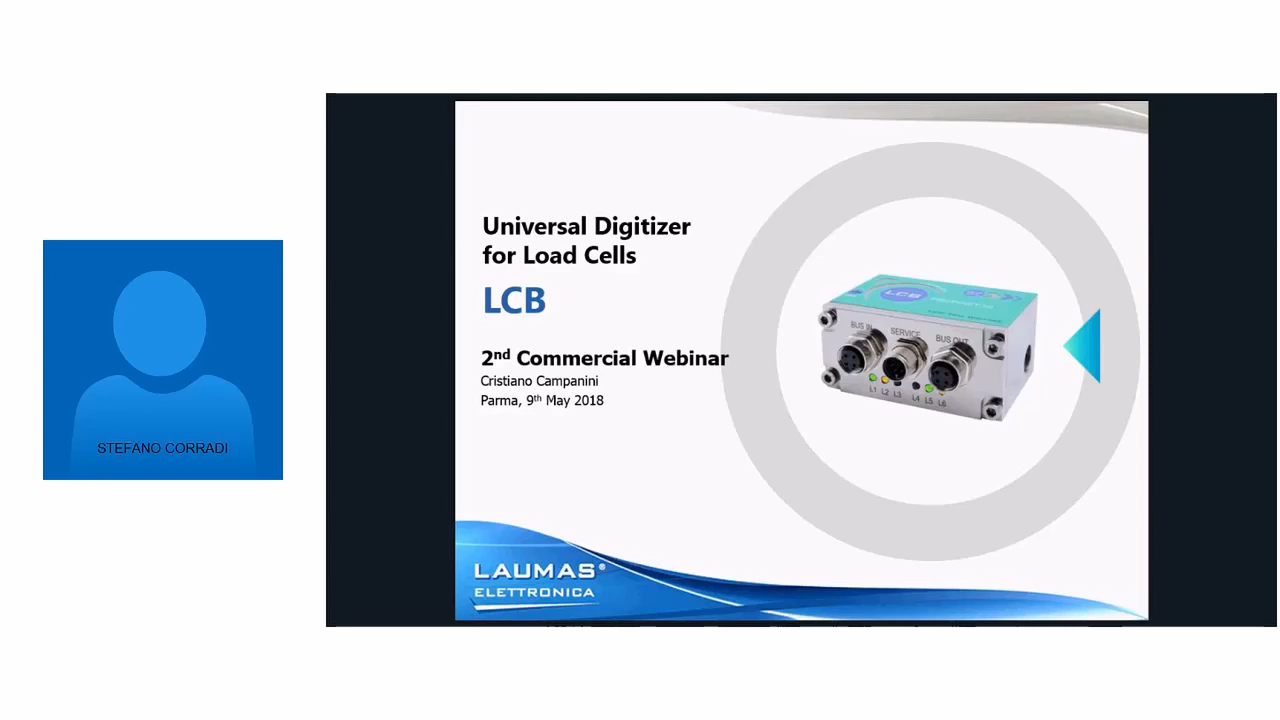 STEFANO CORRADI
Universal Digitizer
for Load Cells
LCB
2nd Commercial Webinar
Cristiano Campanini
Parma, 9th May 2018
LCB
BUS IN
SERVICE
BUS OUT
L1 L2 L3 L4 L5 L6
LAUMAS®
ELETTRONICA